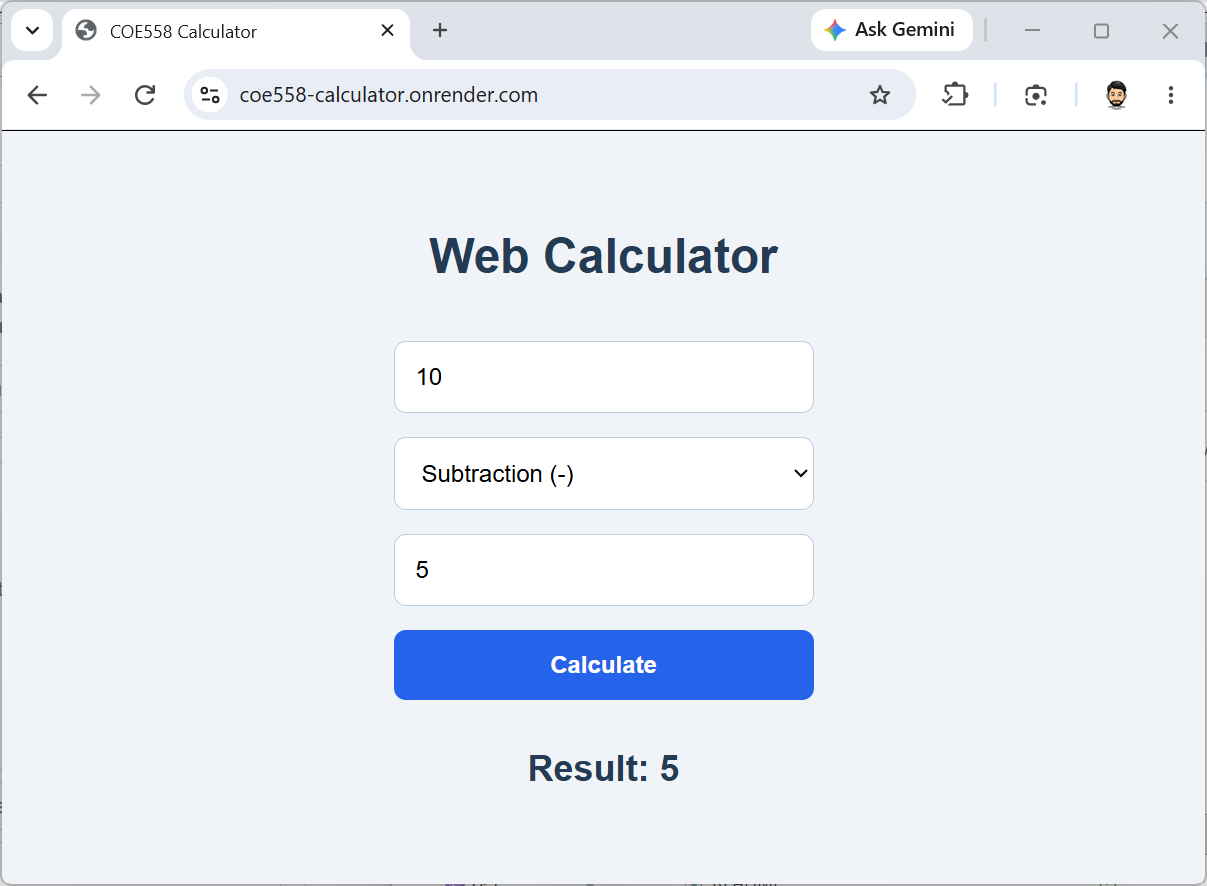 COE558 Calculator
Ask Gemini
coe558-calculator.onrender.com
Web Calculator
10
Subtraction (-)
5
Calculate
Result: 5